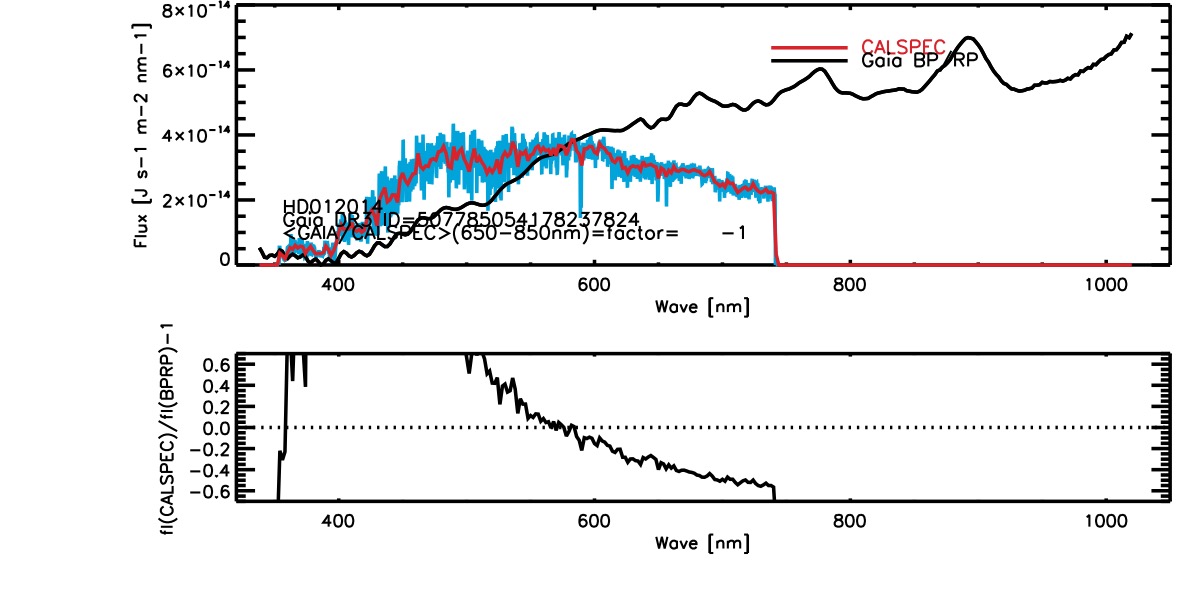 8×10⁻¹⁴
6×10⁻¹⁴
4×10⁻¹⁴
2×10⁻¹⁴
0
Flux [J s-1 m-2 nm-1]
CALSPEC
Gaia BP/RP
HD012014
Gaia DR3 ID=507785054178237824
<GAIA/CALSPEC>(650-850nm)=factor= -1
400 600 800 1000
Wave [nm]
fl(CALSPEC)/fl(BPRP)-1
0.6
0.4
0.2
0.0
-0.2
-0.4
-0.6
400 600 800 1000
Wave [nm]